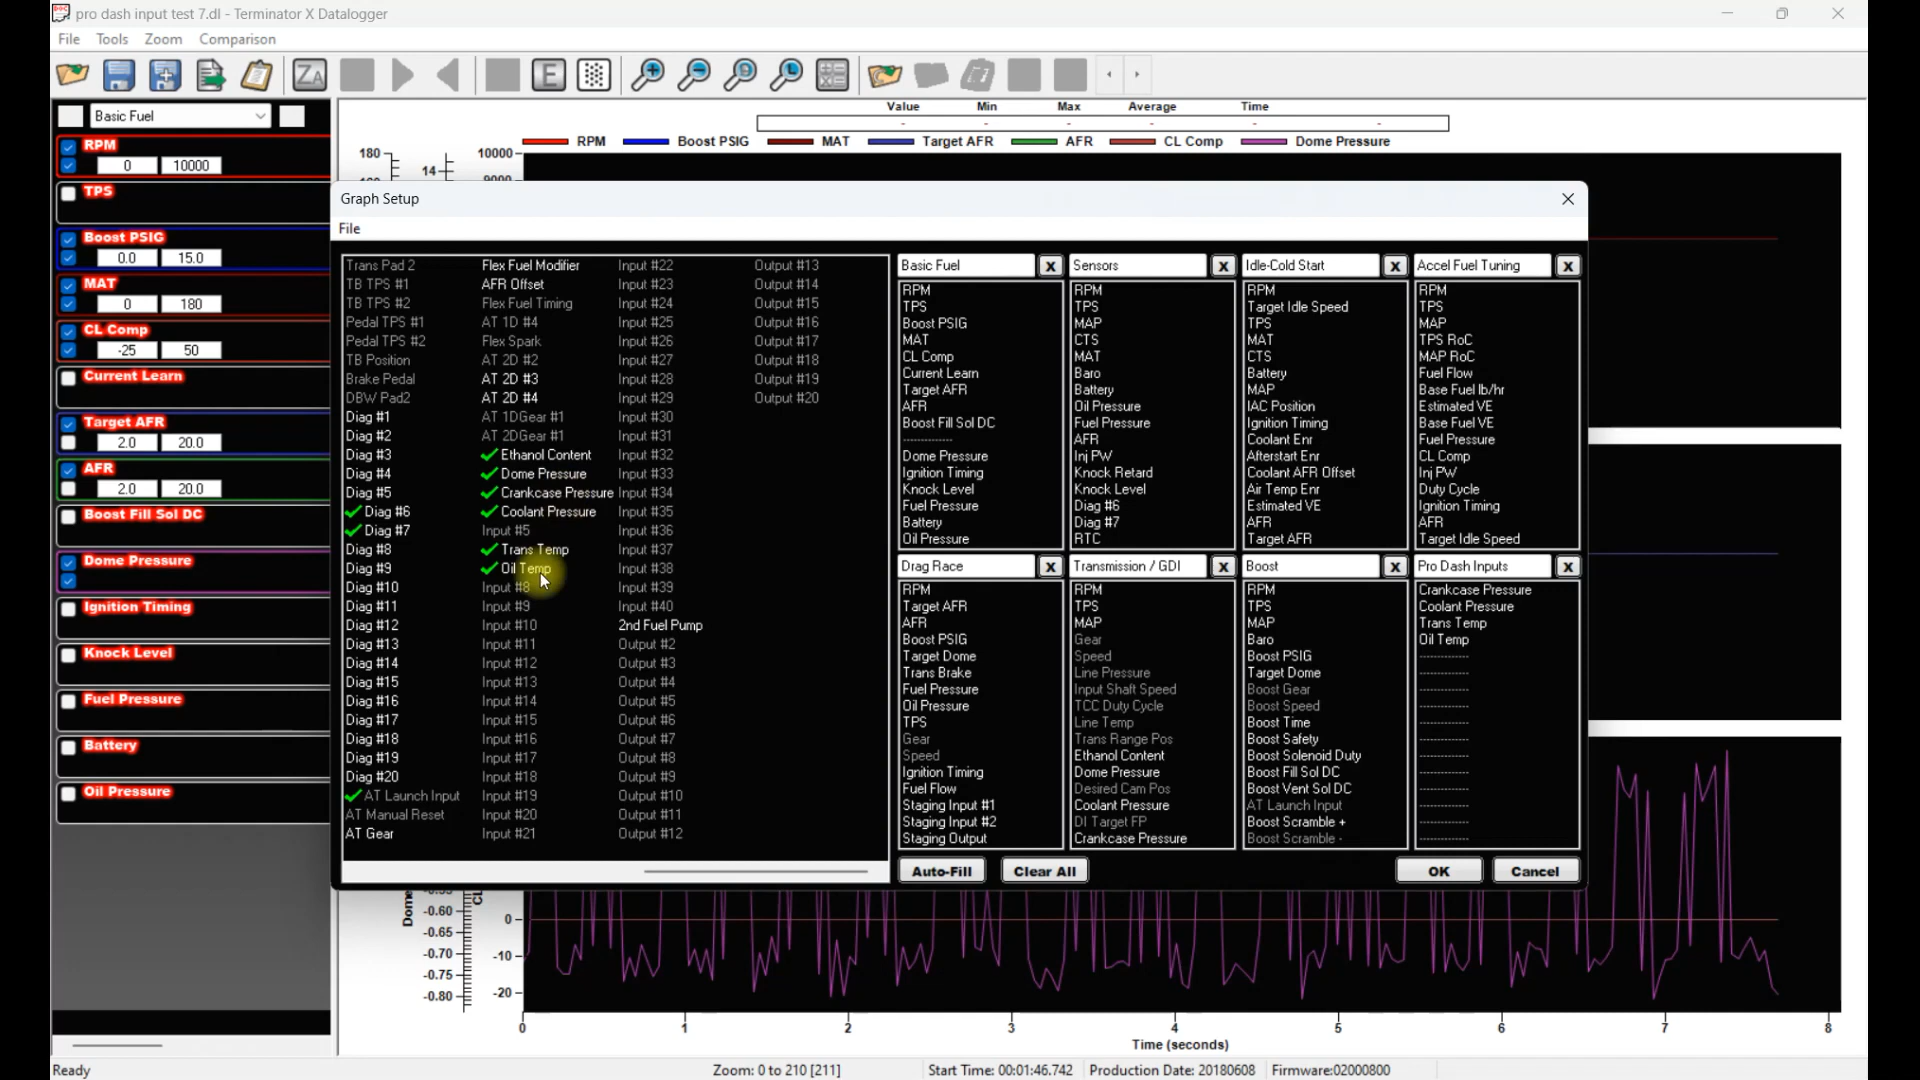 pro dash input test 7.dl - Terminator X Datalogger
File Tools Zoom Comparison
Basic Fuel
RPM
0 10000
TPS
Boost PSIG
0.0 15.0
MAT
0 180
CL Comp
-25 50
Current Learn
Target AFR
2.0 20.0
AFR
2.0 20.0
Boost Fill Sol DC
Dome Pressure
Ignition Timing
Knock Level
Fuel Pressure
Battery
Oil Pressure
Value Min Max Average Time
- - - - -
RPM Boost PSIG MAT Target AFR AFR CL Comp Dome Pressure
180 14 10000
Graph Setup
File
Trans Pad 2
TB TPS #1
TB TPS #2
Pedal TPS #1
Pedal TPS #2
TB Position
Brake Pedal
DBW Pad2
Diag #1
Diag #2
Diag #3
Diag #4
Diag #5
Diag #6
Diag #7
Diag #8
Diag #9
Diag #10
Diag #11
Diag #12
Diag #13
Diag #14
Diag #15
Diag #16
Diag #17
Diag #18
Diag #19
Diag #20
AT Launch Input
AT Manual Reset
AT Gear
Flex Fuel Modifier
AFR Offset
Flex Fuel Timing
AT 1D #4
Flex Spark
AT 2D #2
AT 2D #3
AT 2D #4
AT 1DGear #1
AT 2DGear #1
Ethanol Content
Dome Pressure
Crankcase Pressure
Coolant Pressure
Input #5
Trans Temp
Oil Temp
Input #8
Input #9
Input #10
Input #11
Input #12
Input #13
Input #14
Input #15
Input #16
Input #17
Input #18
Input #19
Input #20
Input #21
Input #22
Input #23
Input #24
Input #25
Input #26
Input #27
Input #28
Input #29
Input #30
Input #31
Input #32
Input #33
Input #34
Input #35
Input #36
Input #37
Input #38
Input #39
Input #40
2nd Fuel Pump
Output #2
Output #3
Output #4
Output #5
Output #6
Output #7
Output #8
Output #9
Output #10
Output #11
Output #12
Output #13
Output #14
Output #15
Output #16
Output #17
Output #18
Output #19
Output #20
Basic Fuel X
RPM
TPS
Boost PSIG
MAT
CL Comp
Current Learn
Target AFR
AFR
Boost Fill Sol DC
-------------
Dome Pressure
Ignition Timing
Knock Level
Fuel Pressure
Battery
Oil Pressure
Sensors X
RPM
TPS
MAP
CTS
MAT
Baro
Battery
Oil Pressure
Fuel Pressure
AFR
Inj PW
Knock Retard
Knock Level
Diag #6
Diag #7
RTC
Idle-Cold Start X
RPM
Target Idle Speed
TPS
MAT
CTS
Battery
MAP
IAC Position
Ignition Timing
Coolant Enr
Afterstart Enr
Coolant AFR Offset
Air Temp Enr
Estimated VE
AFR
Target AFR
Accel Fuel Tuning X
RPM
TPS
MAP
TPS RoC
MAP RoC
Fuel Flow
Base Fuel lb/hr
Estimated VE
Base Fuel VE
Fuel Pressure
CL Comp
Inj PW
Duty Cycle
Ignition Timing
AFR
Target Idle Speed
Drag Race X
RPM
Target AFR
AFR
Boost PSIG
Target Dome
Trans Brake
Fuel Pressure
Oil Pressure
TPS
Gear
Speed
Ignition Timing
Fuel Flow
Staging Input #1
Staging Input #2
Staging Output
Transmission / GDI X
RPM
TPS
MAP
Gear
Speed
Line Pressure
Input Shaft Speed
TCC Duty Cycle
Line Temp
Trans Range Pos
Ethanol Content
Dome Pressure
Desired Cam Pos
Coolant Pressure
DI Target FP
Crankcase Pressure
Boost X
RPM
TPS
MAP
Baro
Boost PSIG
Target Dome
Boost Gear
Boost Speed
Boost Time
Boost Safety
Boost Solenoid Duty
Boost Fill Sol DC
Boost Vent Sol DC
AT Launch Input
Boost Scramble +
Boost Scramble -
Pro Dash Inputs X
Crankcase Pressure
Coolant Pressure
Trans Temp
Oil Temp
-------------
-------------
-------------
-------------
-------------
-------------
-------------
-------------
-------------
-------------
-------------
-------------
Auto-Fill Clear All OK Cancel
-0.60
-0.65
-0.70
-0.75
-0.80
0
-10
-20
0 1 2 3 4 5 6 7 8
Time (seconds)
Ready Zoom: 0 to 210 [211] Start Time: 00:01:46.742 Production Date: 20180608 Firmware:02000800